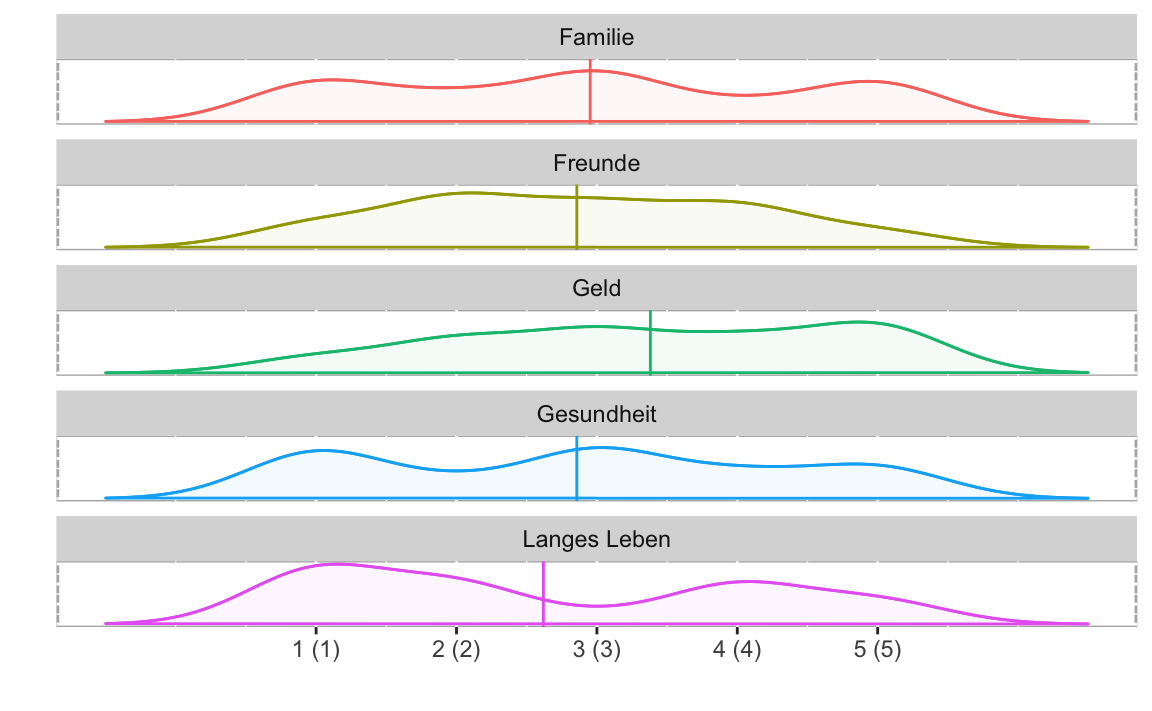 Familie
Freunde
Geld
Gesundheit
Langes Leben
1 (1) 2 (2) 3 (3) 4 (4) 5 (5)